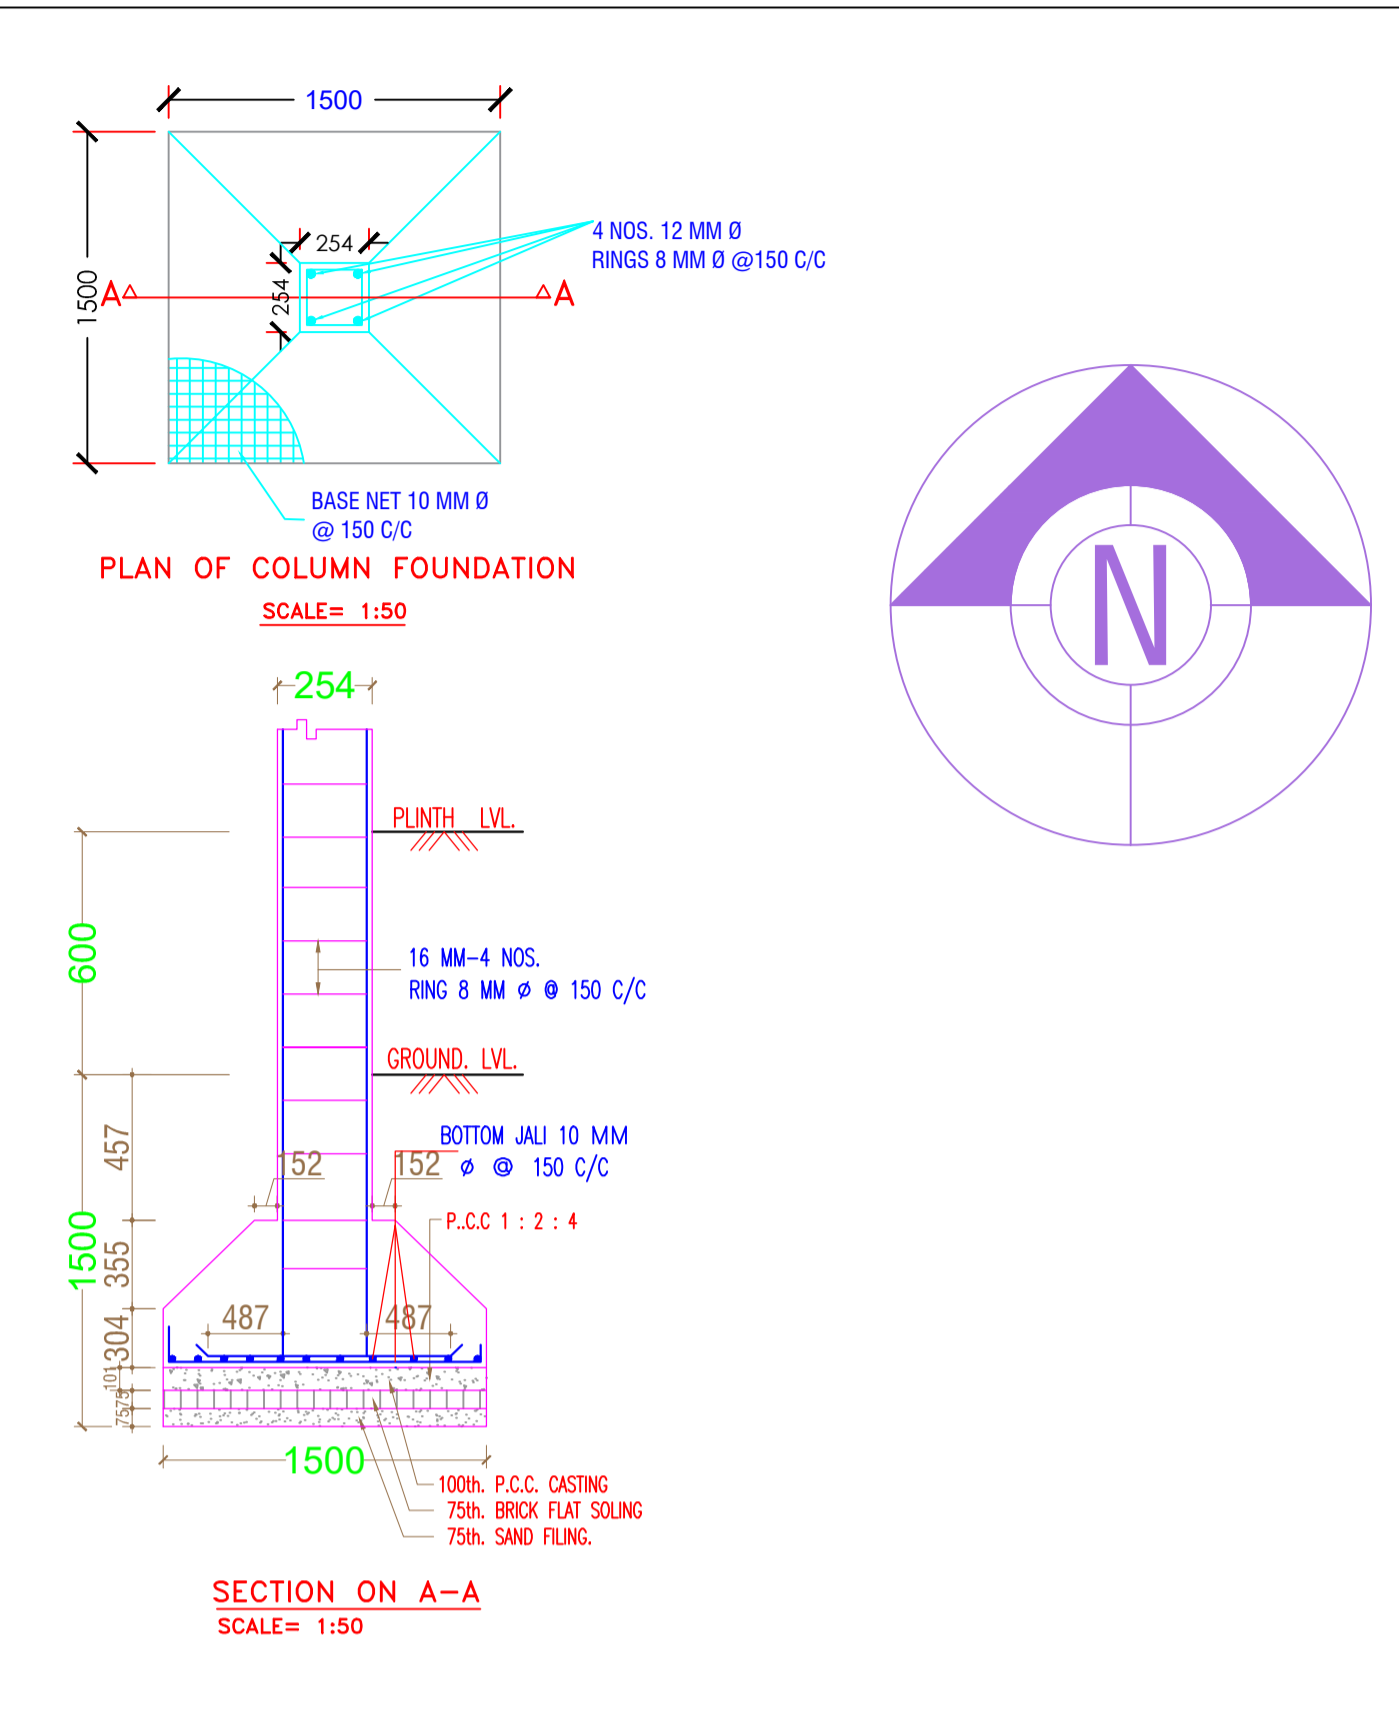 1500
254
4 NOS. 12 MM Ø
RINGS 8 MM Ø @150 C/C
1500
A
254
A
BASE NET 10 MM Ø
@ 150 C/C
PLAN OF COLUMN FOUNDATION
SCALE= 1:50
N
254
PLINTH LVL.
600
16 MM-4 NOS.
RING 8 MM Ø @ 150 C/C
GROUND. LVL.
457
BOTTOM JALI 10 MM
Ø @ 150 C/C
152
152
P..C.C 1 : 2 : 4
1500
355
487
487
304
101
75
75
1500
100th. P.C.C. CASTING
75th. BRICK FLAT SOLING
75th. SAND FILING.
SECTION ON A-A
SCALE= 1:50